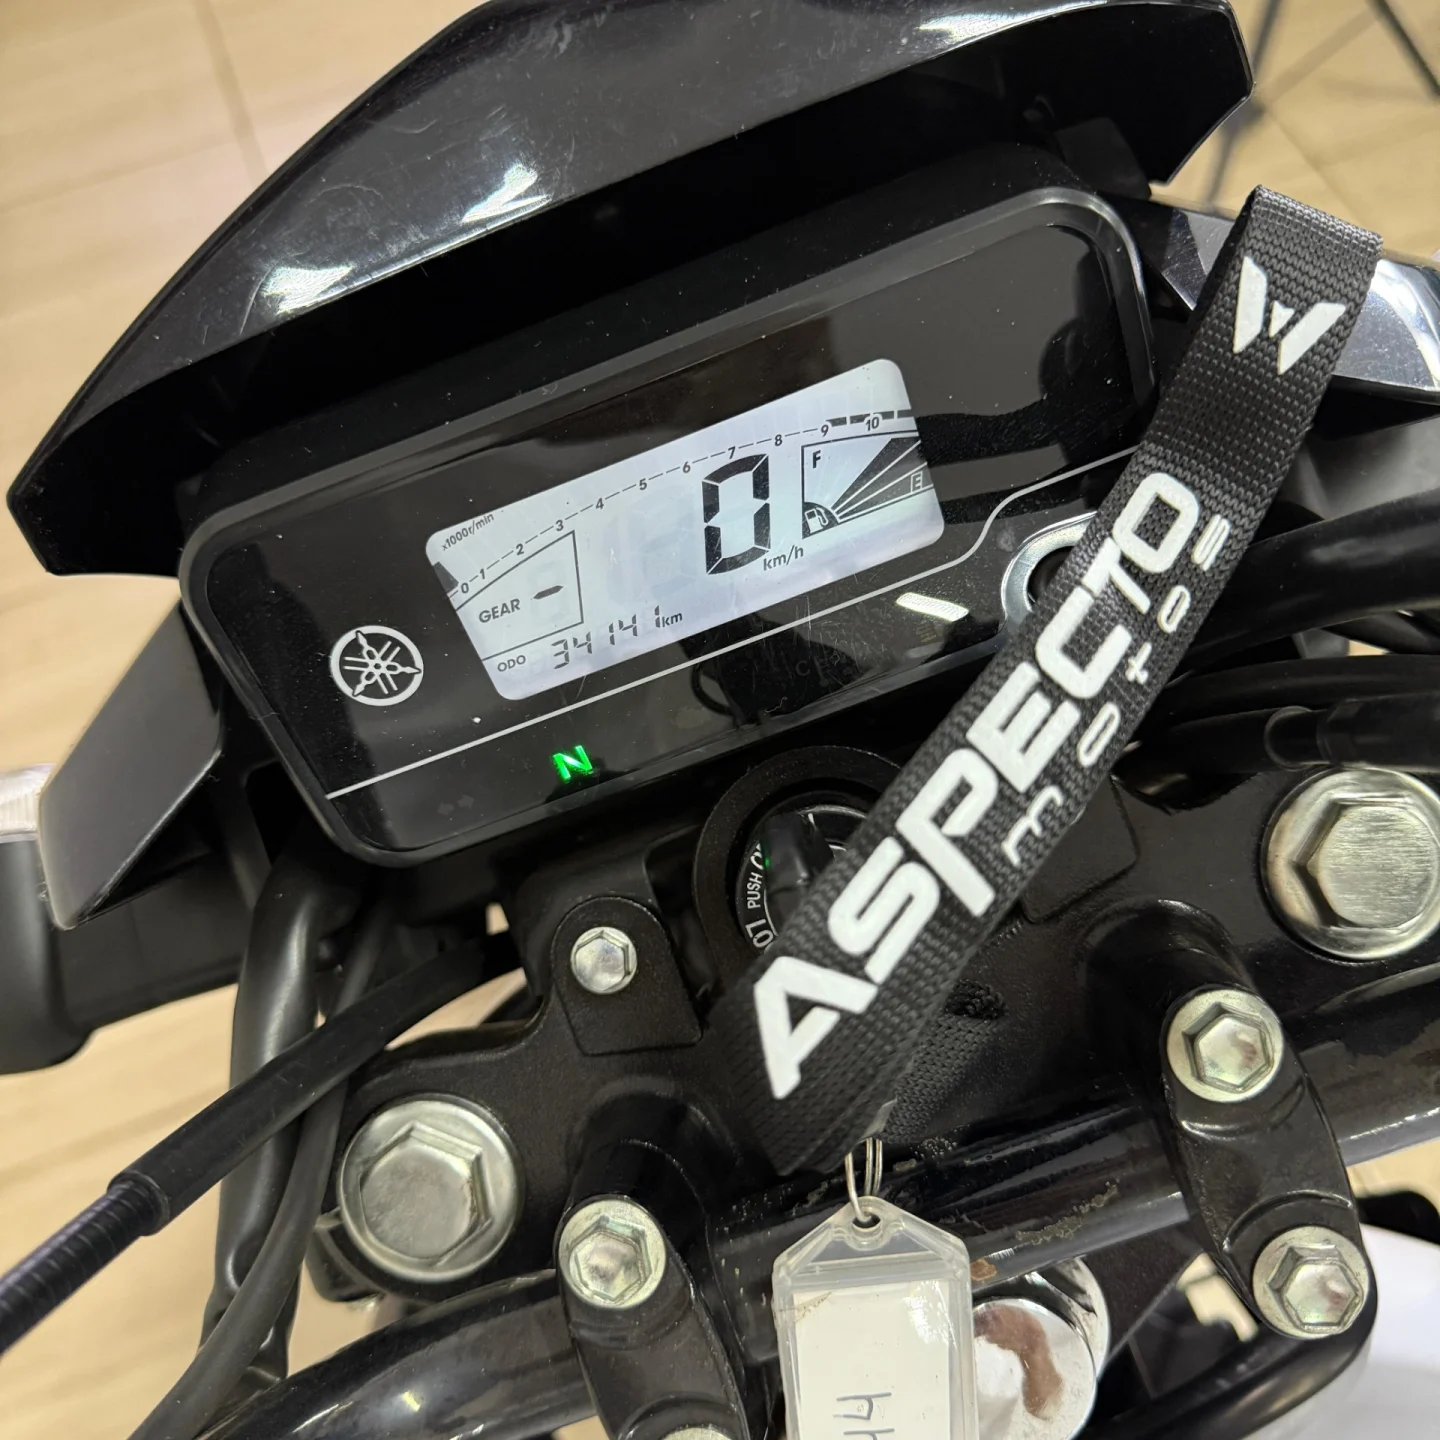 x1000r/min
0 1 2 3 4 5 6 7 8 9 10
GEAR -
0
km/h
F
E
ODO 34141 km
N
PUSH
ASPECTO
motos
44